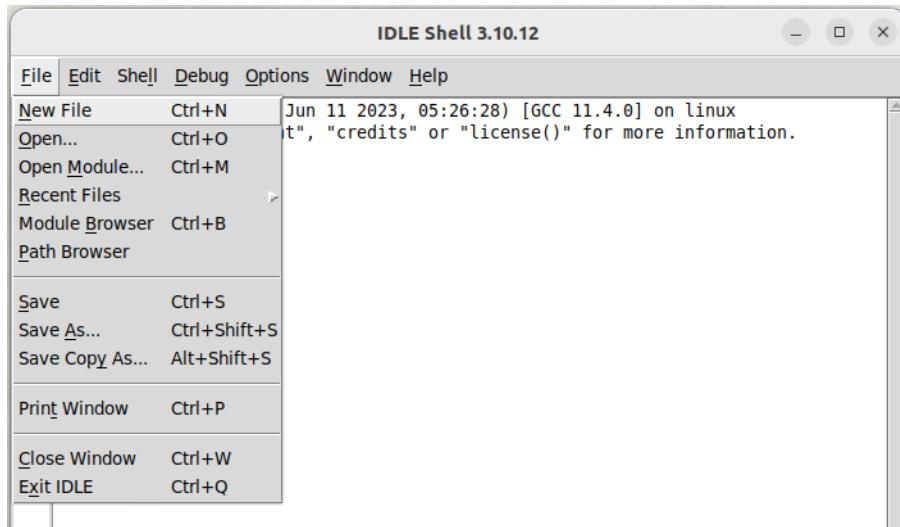 IDLE Shell 3.10.12
File Edit Shell Debug Options Window Help
New File Ctrl+N Jun 11 2023, 05:26:28) [GCC 11.4.0] on linux
Open... Ctrl+O t", "credits" or "license()" for more information.
Open Module... Ctrl+M
Recent Files
Module Browser Ctrl+B
Path Browser
Save Ctrl+S
Save As... Ctrl+Shift+S
Save Copy As... Alt+Shift+S
Print Window Ctrl+P
Close Window Ctrl+W
Exit IDLE Ctrl+Q